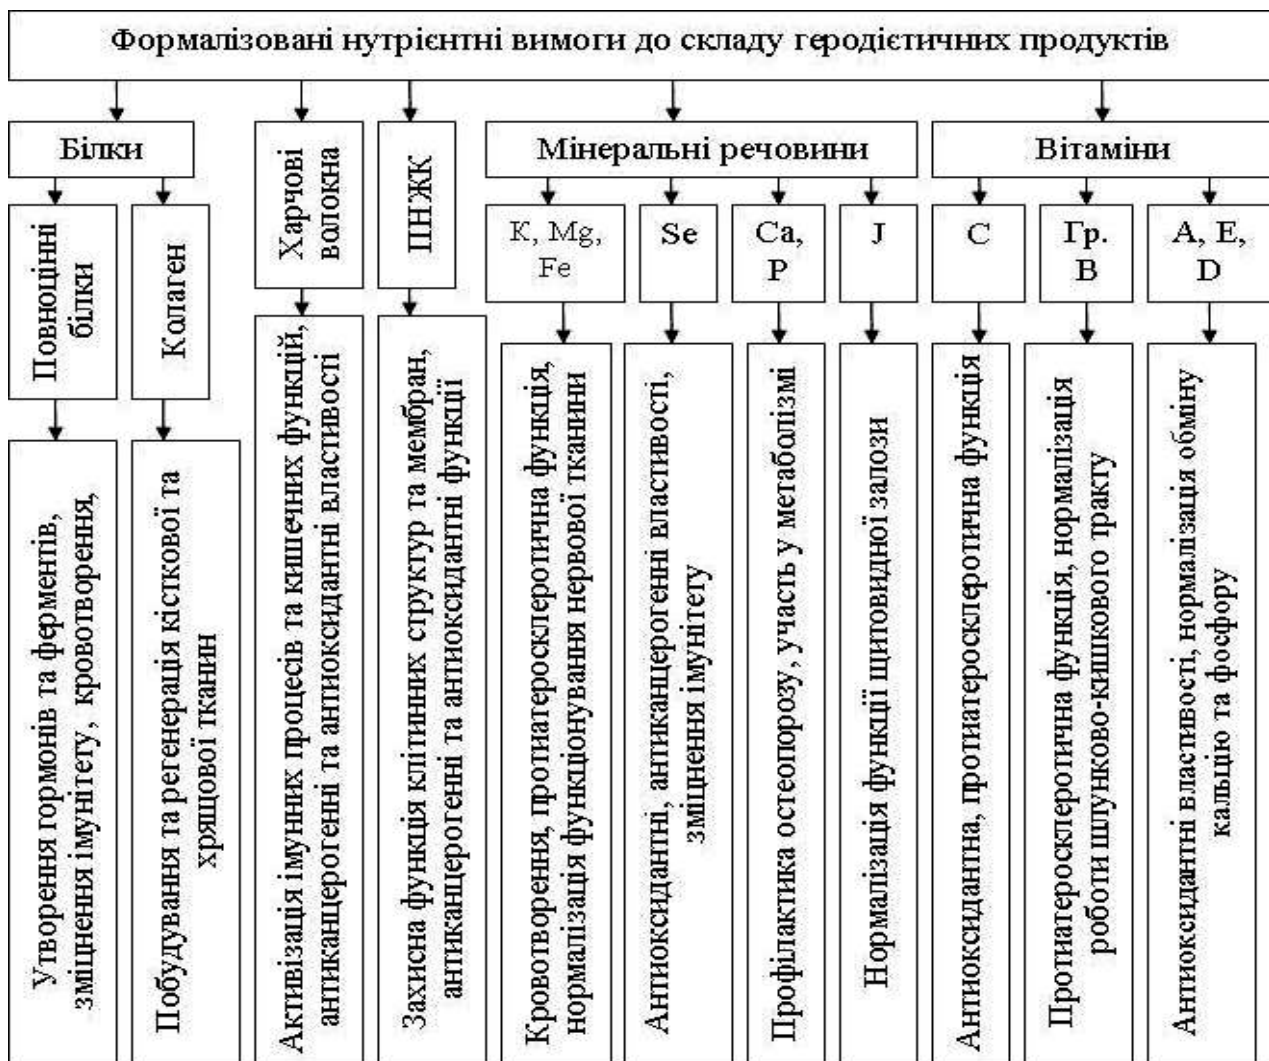 Формалізовані нутрієнтні вимоги до складу геродієтичних продуктів
Білки
Харчові
волокна
ПНЖК
Мінеральні речовини
Вітаміни
Повноцінні
білки
Колаген
K, Mg,
Fe
Se
Ca,
P
J
C
Гр.
B
A, E,
D
Утворення гормонів та ферментів,
зміцнення імунітету, кровотворення,
Побудування та регенерація кісткової та
хрящової тканин
Активізація імунних процесів та кишечних функцій,
антиканцерогенні та антиоксидантні властивості
Захисна функція клітинних структур та мембран,
антиканцерогенні та антиоксидантні функції
Кровотворення, протиатеросклеротична функція,
нормалізація функціонування нервової тканини
Антиоксидантні, антиканцерогенні властивості,
зміцнення імунітету
Профілактика остеопорозу, участь у метаболізмі
Нормалізація функції щитовидної залози
Антиоксидантна, протиатеросклеротична функція
Протиатеросклеротична функція, нормалізація
роботи шлунково-кишкового тракту
Антиоксидантні властивості, нормалізація обміну
кальцію та фосфору